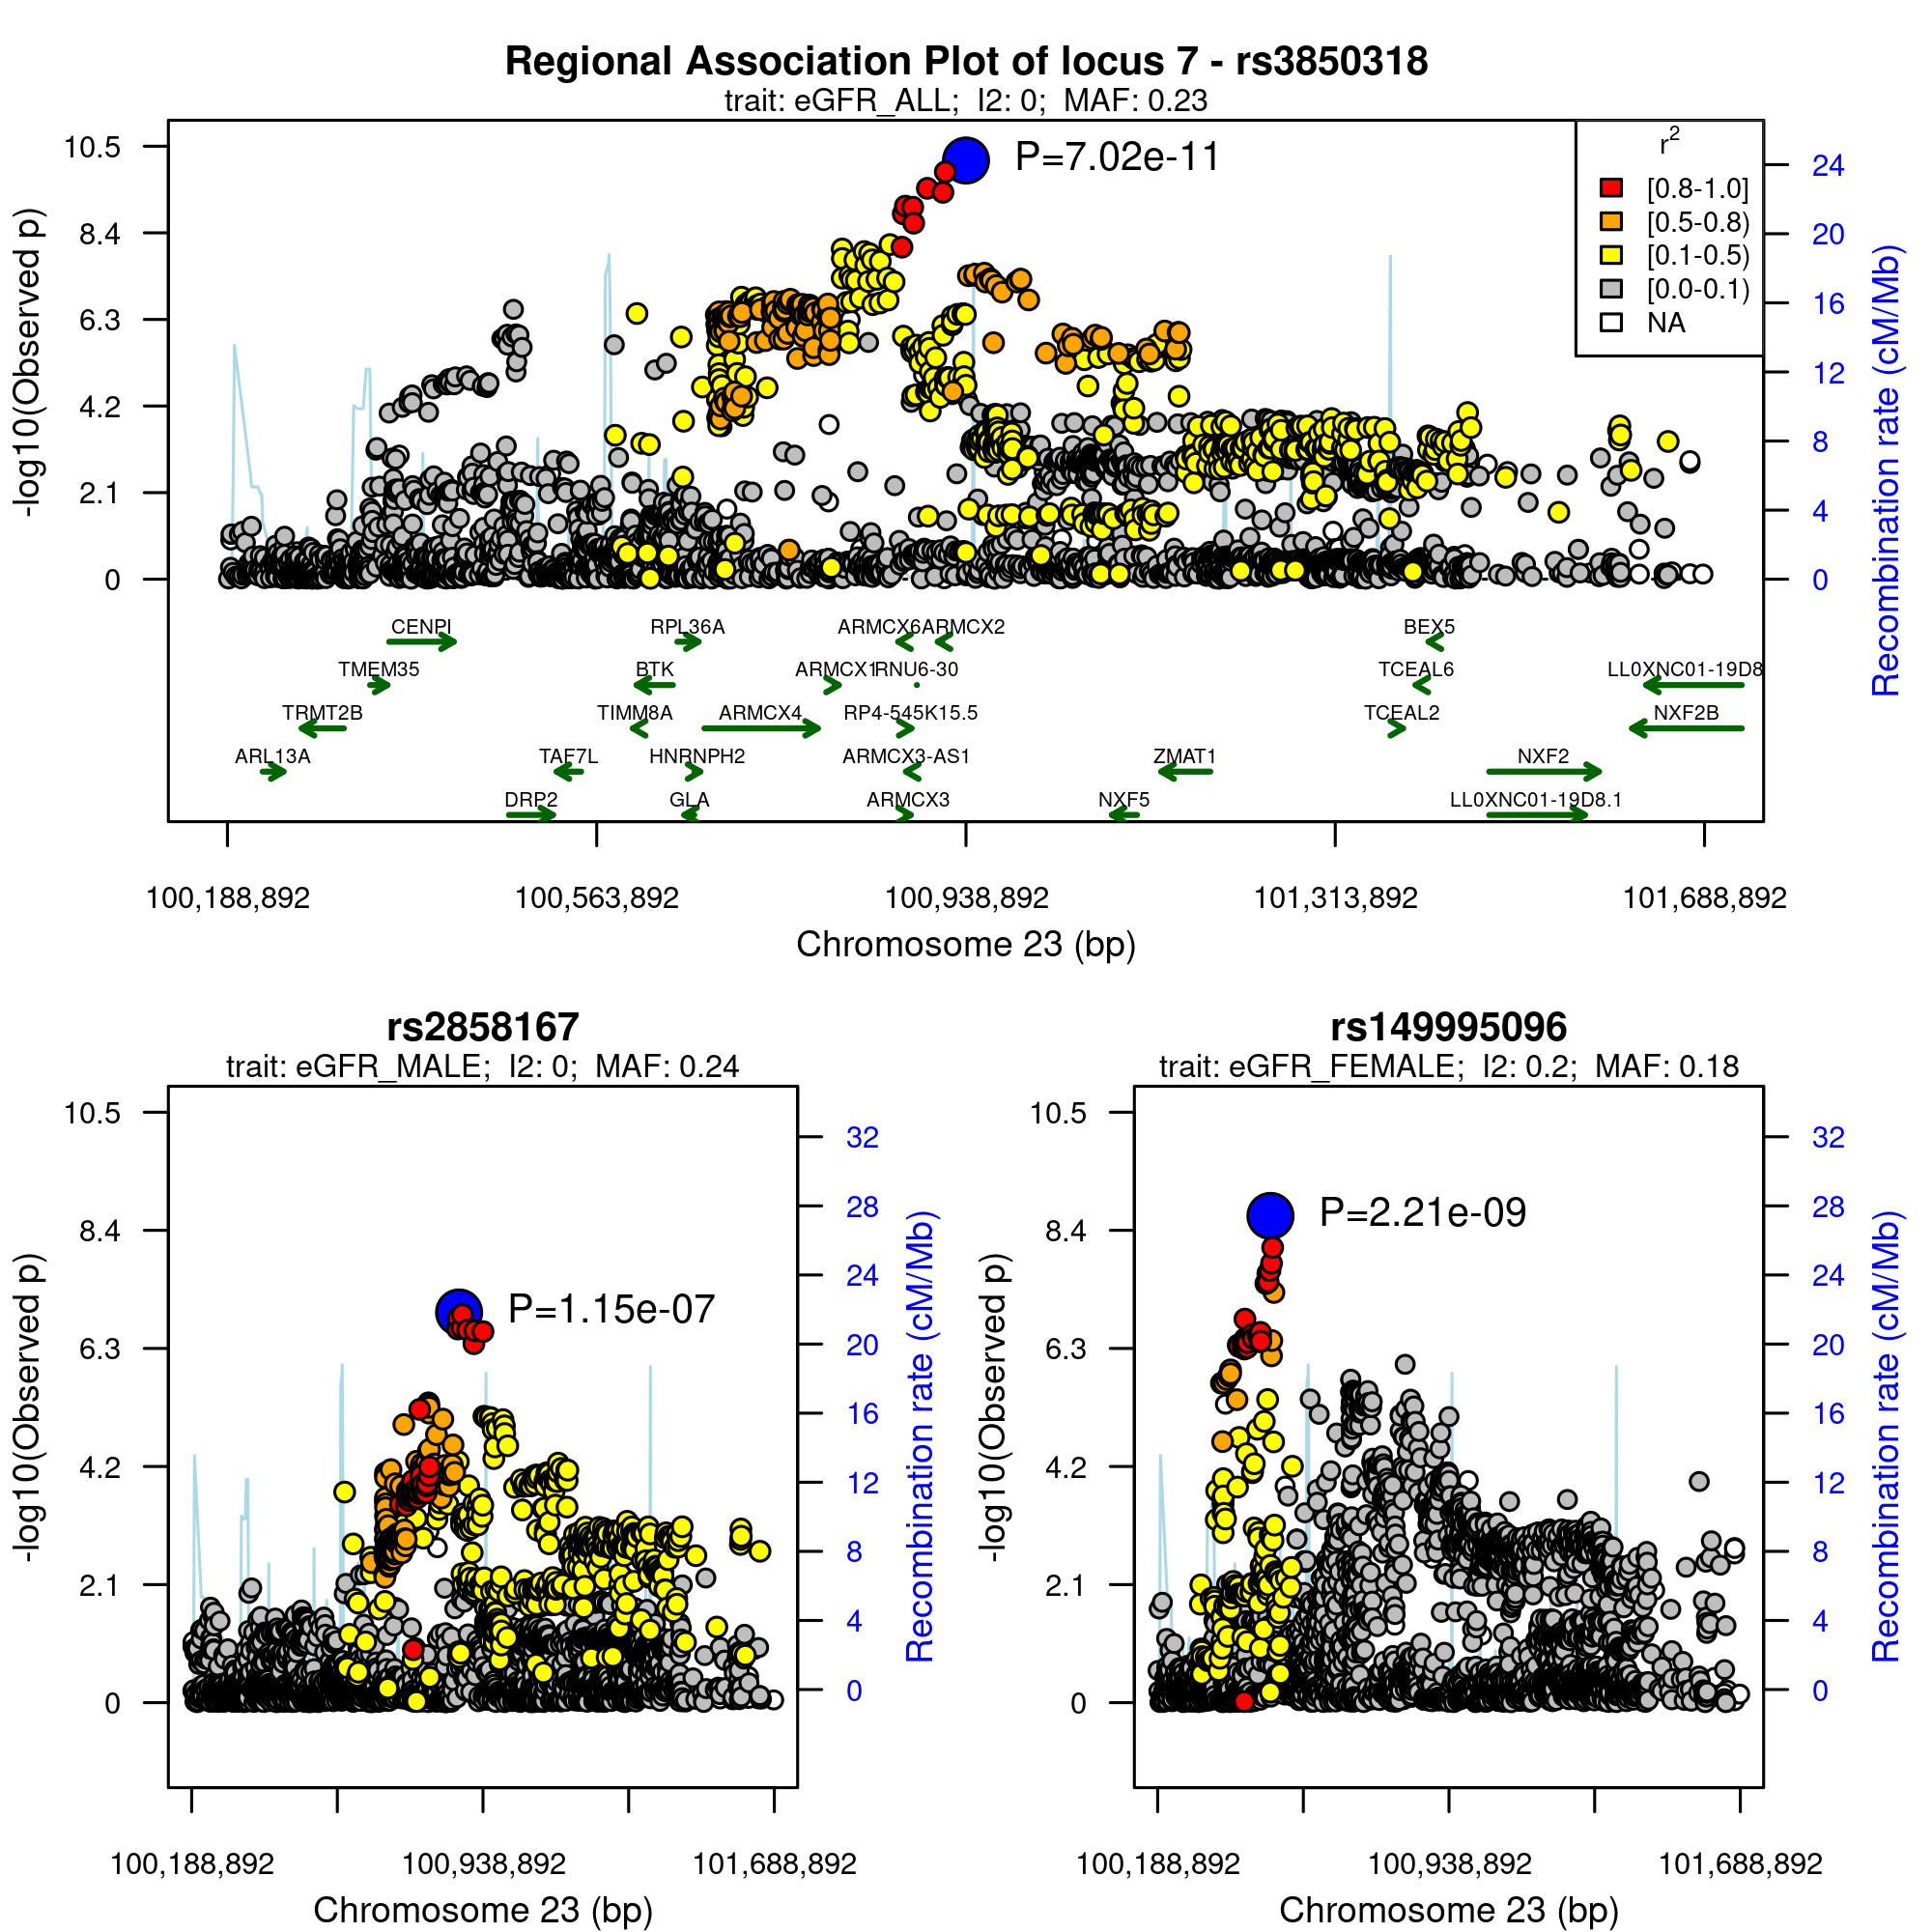 Regional Association Plot of locus 7 - rs3850318
trait: eGFR_ALL; I2: 0; MAF: 0.23
-log10(Observed p)
10.5
8.4
6.3
4.2
2.1
0
P=7.02e-11
r2
[0.8-1.0]
[0.5-0.8)
[0.1-0.5)
[0.0-0.1)
NA
24
20
16
12
8
4
0
Recombination rate (cM/Mb)
CENPI RPL36A ARMCX6 ARMCX2 BEX5
TMEM35 BTK ARMCX1 RNU6-30 TCEAL6 LL0XNC01-19D8
TRMT2B TIMM8A ARMCX4 RP4-545K15.5 TCEAL2 NXF2B
ARL13A TAF7L HNRNPH2 ARMCX3-AS1 ZMAT1 NXF2
DRP2 GLA ARMCX3 NXF5 LL0XNC01-19D8.1
100,188,892 100,563,892 100,938,892 101,313,892 101,688,892
Chromosome 23 (bp)
rs2858167
trait: eGFR_MALE; I2: 0; MAF: 0.24
-log10(Observed p)
10.5
8.4
6.3
4.2
2.1
0
P=1.15e-07
32
28
24
20
16
12
8
4
0
Recombination rate (cM/Mb)
100,188,892 100,938,892 101,688,892
Chromosome 23 (bp)
rs149995096
trait: eGFR_FEMALE; I2: 0.2; MAF: 0.18
-log10(Observed p)
10.5
8.4
6.3
4.2
2.1
0
P=2.21e-09
32
28
24
20
16
12
8
4
0
Recombination rate (cM/Mb)
100,188,892 100,938,892 101,688,892
Chromosome 23 (bp)